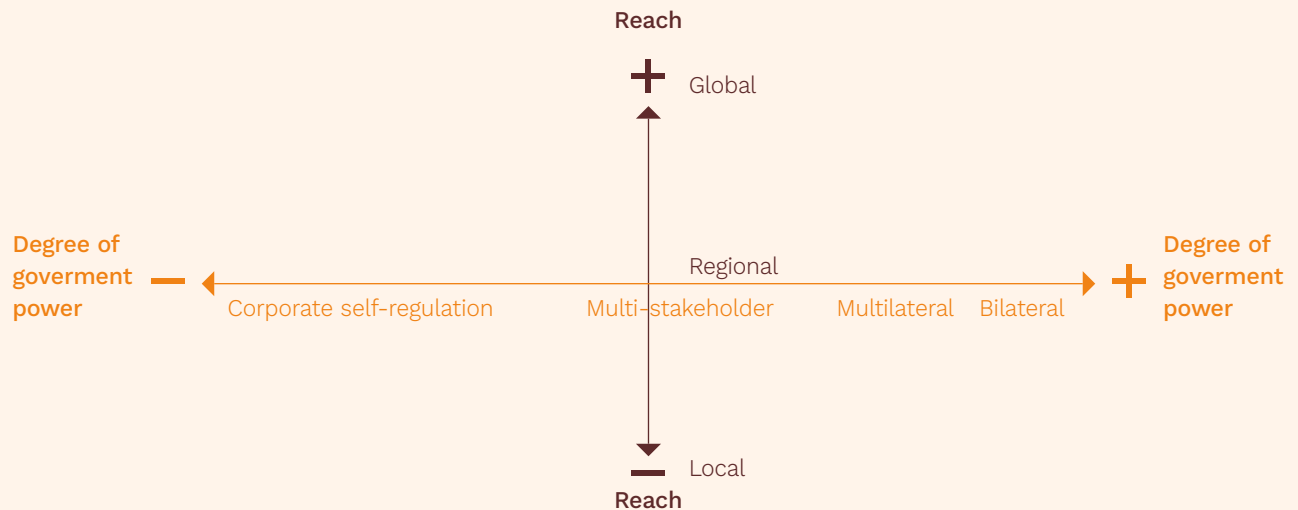 Reach
Global
Degree of
goverment
power
Regional
Degree of
goverment
power
Corporate self-regulation
Multi-stakeholder
Multilateral
Bilateral
Local
Reach